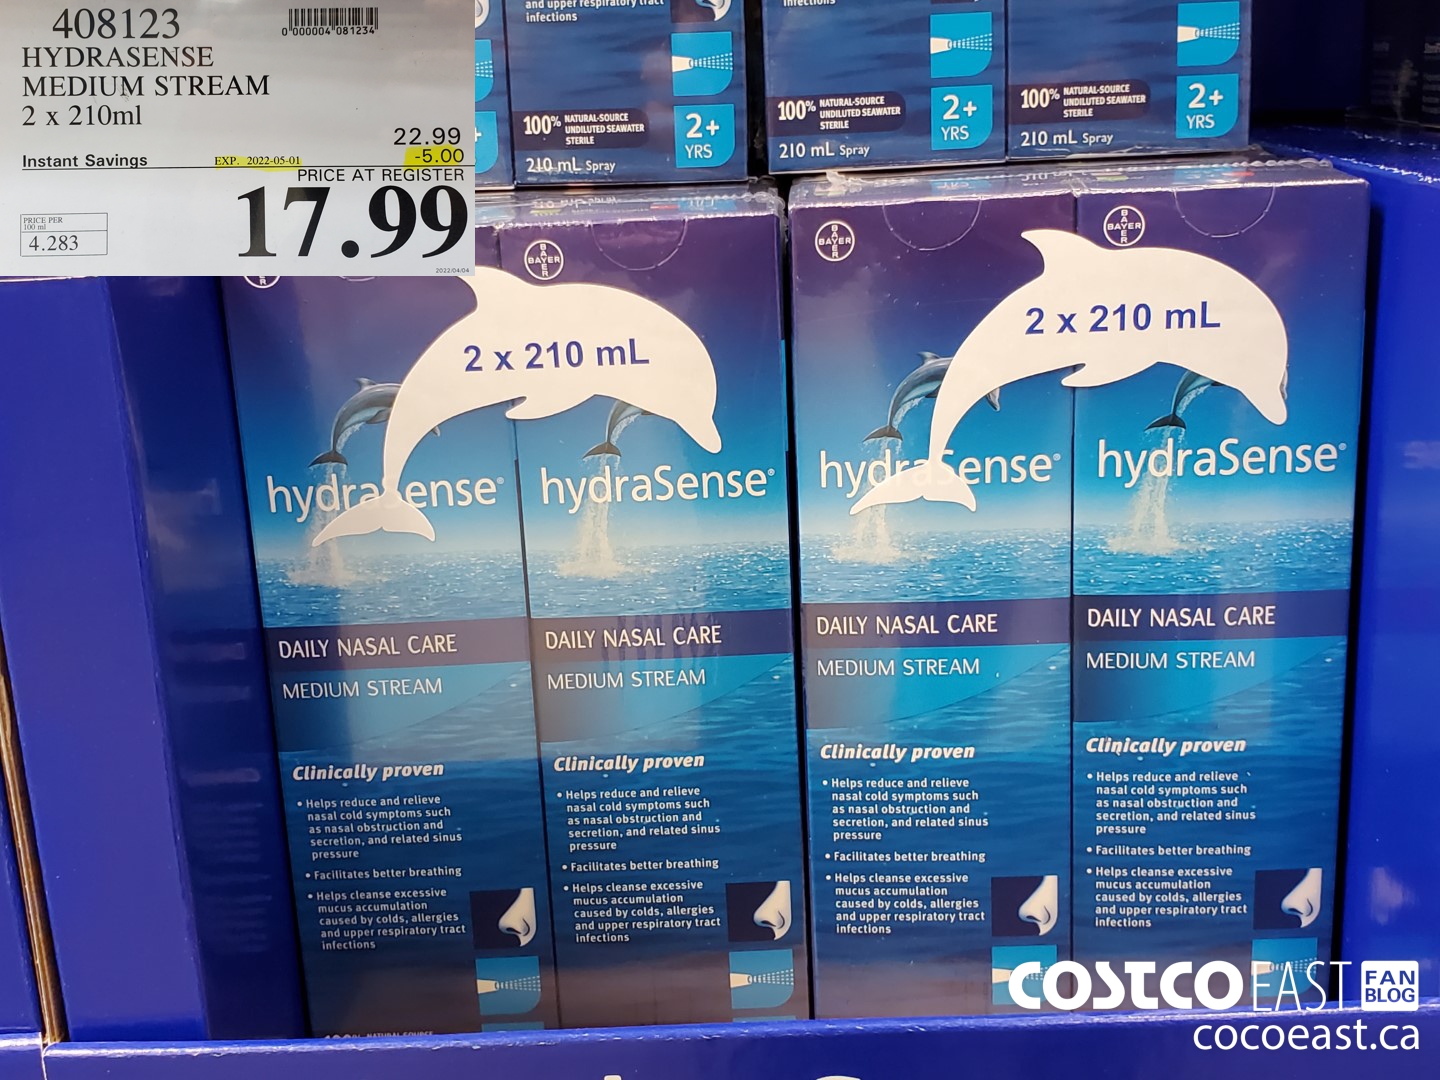 408123
0 000004 081234
HYDRASENSE
MEDIUM STREAM
2 x 210ml
22.99
Instant Savings EXP. 2022-05-01 -5.00
PRICE AT REGISTER
17.99
PRICE PER
100 ml
4.283
2022/04/04
and upper respiratory tract
infections
infections
100% NATURAL-SOURCE
UNDILUTED SEAWATER
STERILE
210 mL Spray
2+
YRS
100% NATURAL-SOURCE
UNDILUTED SEAWATER
STERILE
210 mL Spray
2+
YRS
100% NATURAL-SOURCE
UNDILUTED SEAWATER
STERILE
210 mL Spray
2+
YRS
BAYER
BAYER
2 x 210 mL
hydraSense®
DAILY NASAL CARE
MEDIUM STREAM
Clinically proven
• Helps reduce and relieve
nasal cold symptoms such
as nasal obstruction and
secretion, and related sinus
pressure
• Facilitates better breathing
• Helps cleanse excessive
mucus accumulation
caused by colds, allergies
and upper respiratory tract
infections
100% NATURAL-SOURCE
hydraSense®
DAILY NASAL CARE
MEDIUM STREAM
Clinically proven
• Helps reduce and relieve
nasal cold symptoms such
as nasal obstruction and
secretion, and related sinus
pressure
• Facilitates better breathing
• Helps cleanse excessive
mucus accumulation
caused by colds, allergies
and upper respiratory tract
infections
BAYER
BAYER
BAYER
BAYER
2 x 210 mL
hydraSense®
DAILY NASAL CARE
MEDIUM STREAM
Clinically proven
• Helps reduce and relieve
nasal cold symptoms such
as nasal obstruction and
secretion, and related sinus
pressure
• Facilitates better breathing
• Helps cleanse excessive
mucus accumulation
caused by colds, allergies
and upper respiratory tract
infections
hydraSense®
DAILY NASAL CARE
MEDIUM STREAM
Clinically proven
• Helps reduce and relieve
nasal cold symptoms such
as nasal obstruction and
secretion, and related sinus
pressure
• Facilitates better breathing
• Helps cleanse excessive
mucus accumulation
caused by colds, allergies
and upper respiratory tract
infections
COSTCO EAST FAN
BLOG
cocoeast.ca